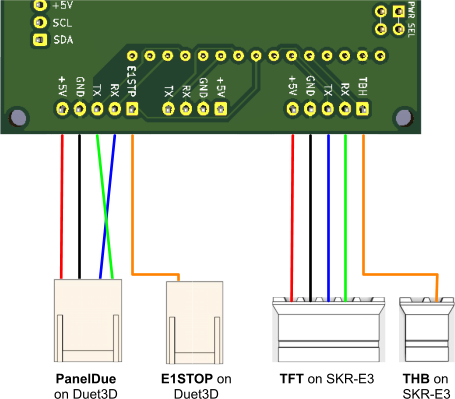 +5V
SCL
SDA
PWR SEL
+5V
GND
TX
RX
E1STP
TX
RX
GND
+5V
+5V
GND
TX
RX
TBH
PanelDue
on Duet3D
E1STOP on
Duet3D
TFT on SKR-E3
THB on
SKR-E3